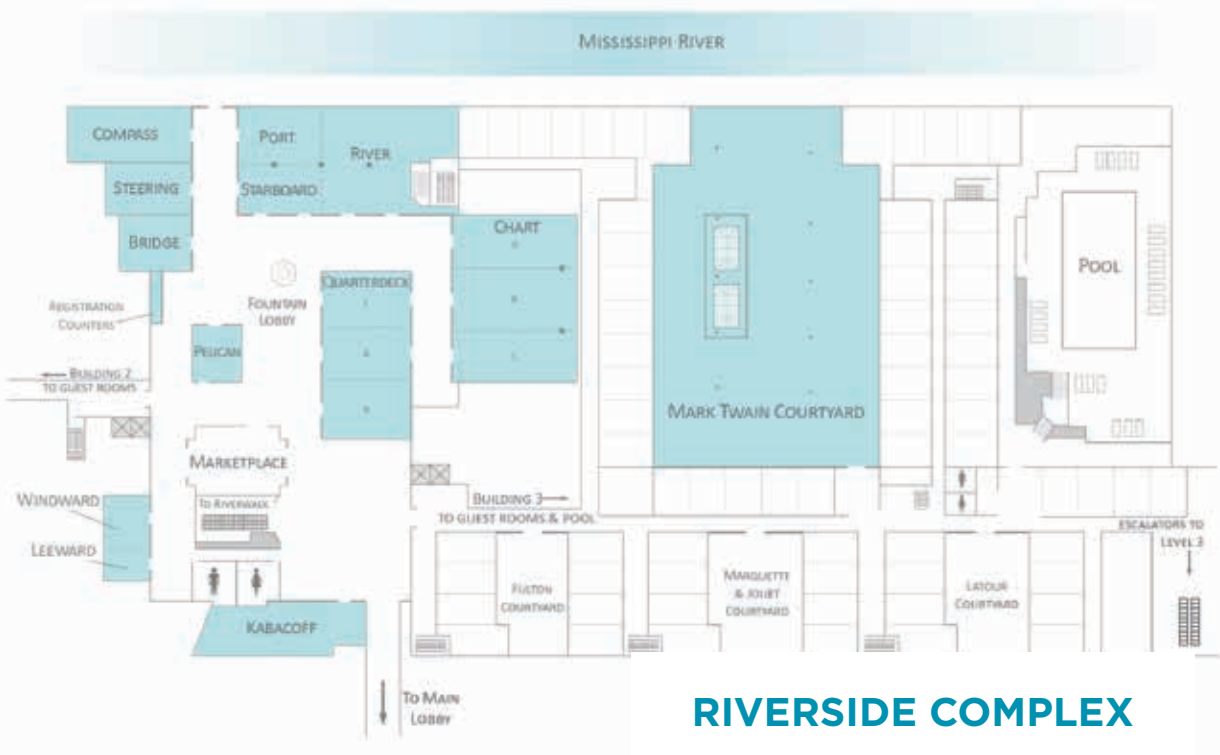 MISSISSIPPI RIVER
COMPASS
PORT
RIVER
STEERING
STARBOARD
BRIDGE
CHART
QUARTERDECK
POOL
REGISTRATION
COUNTERS
FOUNTAIN
LOBBY
PELICAN
BUILDING 2
TO GUEST ROOMS
MARK TWAIN COURTYARD
MARKETPLACE
WINDWARD
TO RIVERWALK
BUILDING 3
TO GUEST ROOMS & POOL
ESCALATORS TO
LEVEL 3
LEEWARD
FULTON
COURTYARD
MARQUETTE
& JOLIET
COURTYARD
LATOUR
COURTYARD
KABACOFF
TO MAIN
LOBBY
RIVERSIDE COMPLEX